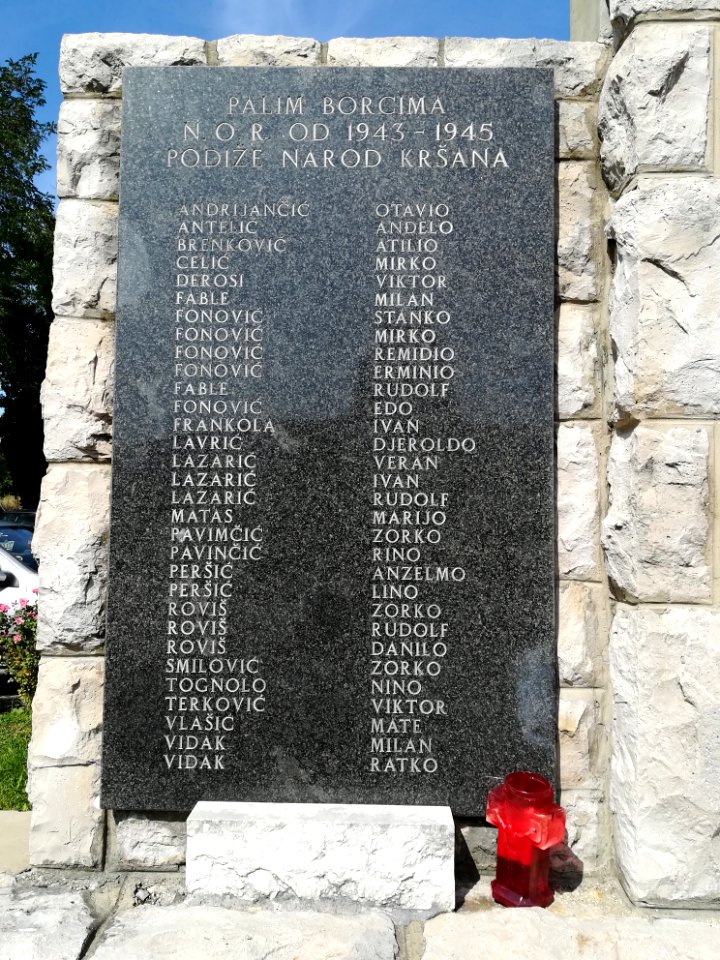 PALIM BORCIMA
N.O.R. OD 1943-1945
PODIŽE NAROD KRŠANA
ANDRIJANČIĆ OTAVIO
ANTELIĆ ANĐELO
BRENKOVIĆ ATILIO
CELIĆ MIRKO
DEROSI VIKTOR
FABLE MILAN
FONOVIĆ STANKO
FONOVIĆ MIRKO
FONOVIĆ REMIDIO
FONOVIĆ ERMINIO
FABLE RUDOLF
FONOVIĆ EDO
FRANKOLA IVAN
LAVRIĆ DJEROLDO
LAZARIĆ VERAN
LAZARIĆ IVAN
LAZARIĆ RUDOLF
MATAS MARIJO
PAVIMČIĆ ZORKO
PAVINČIĆ RINO
PERŠIĆ ANZELMO
PERŠIĆ LINO
ROVIŠ ZORKO
ROVIŠ RUDOLF
ROVIŠ DANILO
SMILOVIĆ ZORKO
TOGNOLO NINO
TERKOVIĆ VIKTOR
VLAŠIĆ MATE
VIDAK MILAN
VIDAK RATKO